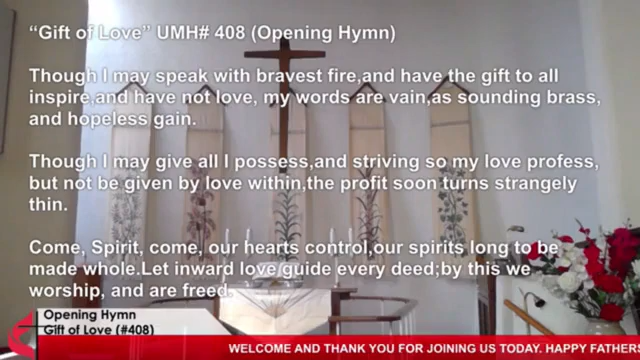 “Gift of Love” UMH# 408 (Opening Hymn)
Though I may speak with bravest fire,and have the gift to all
inspire,and have not love, my words are vain,as sounding brass,
and hopeless gain.
Though I may give all I possess,and striving so my love profess,
but not be given by love within,the profit soon turns strangely
thin.
Come, Spirit, come, our hearts control,our spirits long to be
made whole.Let inward love guide every deed;by this we
worship, and are freed.
Opening Hymn
Gift of Love (#408)
WELCOME AND THANK YOU FOR JOINING US TODAY. HAPPY FATHERS